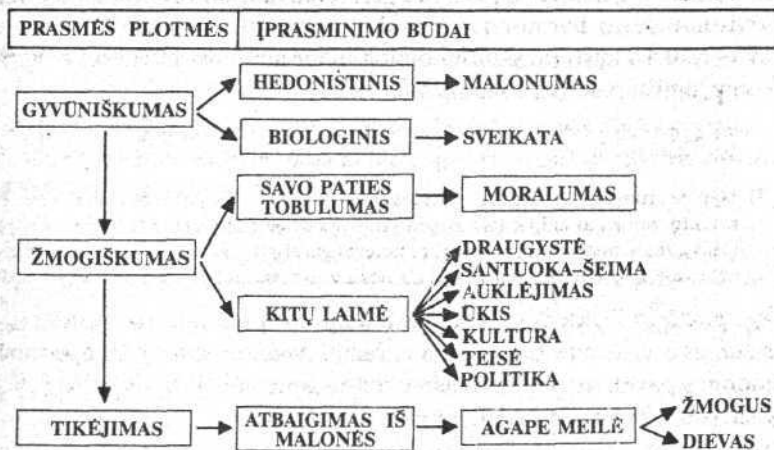 PRASMĖS PLOTMĖS
ĮPRASMINIMO BŪDAI
HEDONISTINIS
MALONUMAS
GYVŪNIŠKUMAS
BIOLOGINIS
SVEIKATA
SAVO PATIES
TOBULUMAS
MORALUMAS
ŽMOGIŠKUMAS
KITŲ LAIMĖ
DRAUGYSTĖ
SANTUOKA–ŠEIMA
AUKLĖJIMAS
ŪKIS
KULTŪRA
TEISĖ
POLITIKA
TIKĖJIMAS
ATBAIGIMAS IŠ
MALONĖS
AGAPE MEILĖ
ŽMOGUS
DIEVAS